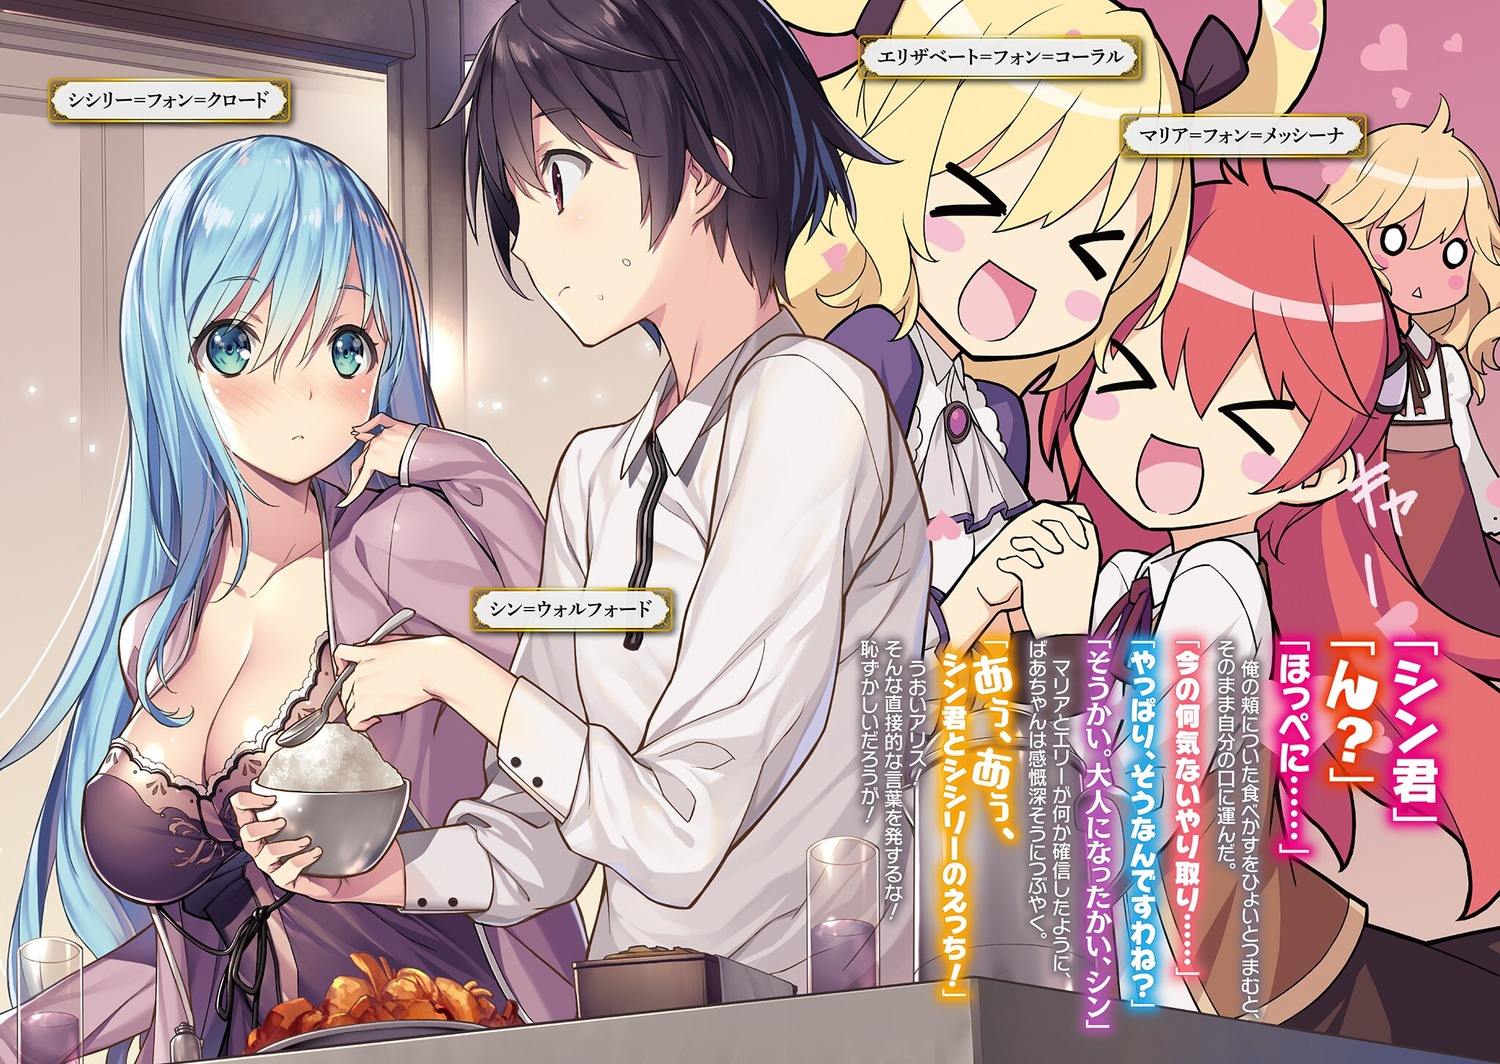 シシリー＝フォン＝クロード
エリザベート＝フォン＝コーラル
マリア＝フォン＝メッシーナ
シン＝ウォルフォード
キャー
「シン君」
「ん？」
「ほっぺに……」
俺の頬についた食べかすをひょいとつまむと、
そのまま自分の口に運んだ。
「今の何気ないやり取り……」
「やっぱり、そうなんですわね？」
「そうかい。大人になったかい、シン」
マリアとエリーが何か確信したように、
ばあちゃんは感慨深そうにつぶやく。
「あぅ、あぅ、
シン君とシシリーのえっち！」
うおいアリス！
そんな直接的な言葉を発するな！
恥ずかしいだろうが！